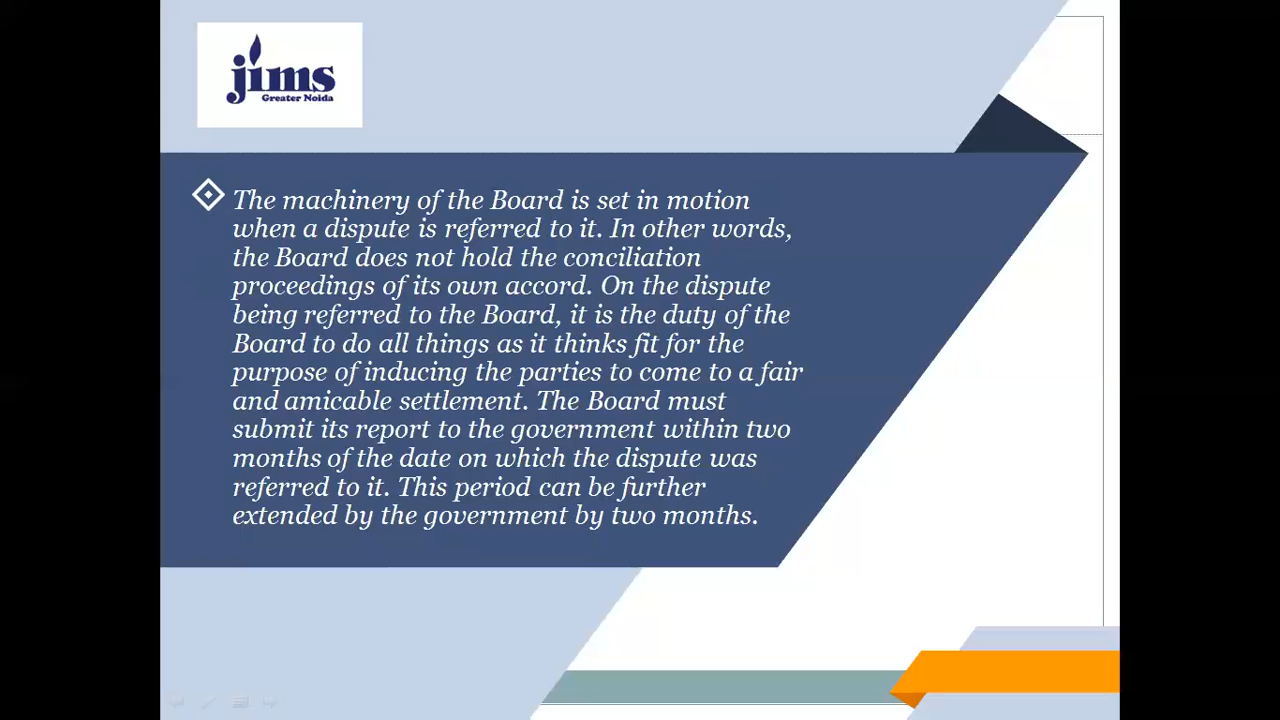 jims
Greater Noida
The machinery of the Board is set in motion
when a dispute is referred to it. In other words,
the Board does not hold the conciliation
proceedings of its own accord. On the dispute
being referred to the Board, it is the duty of the
Board to do all things as it thinks fit for the
purpose of inducing the parties to come to a fair
and amicable settlement. The Board must
submit its report to the government within two
months of the date on which the dispute was
referred to it. This period can be further
extended by the government by two months.